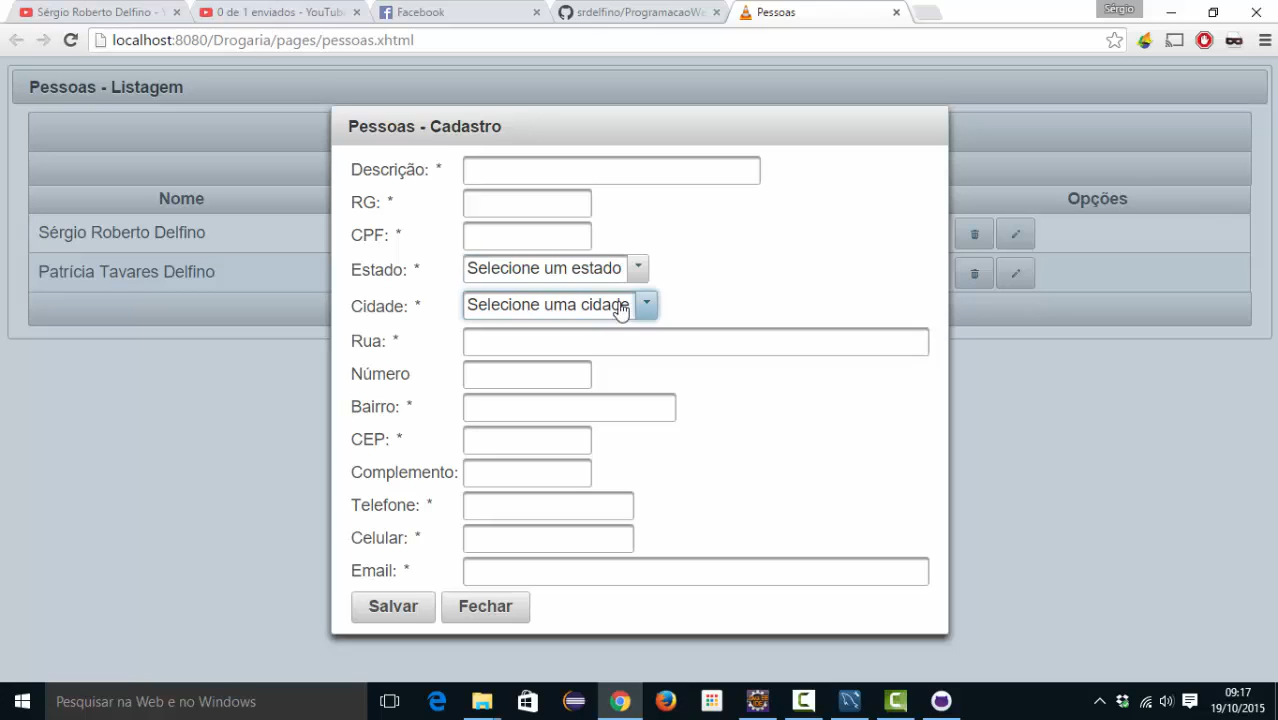 Sérgio Roberto Delfino -
0 de 1 enviados - YouTube
Facebook
srdelfino/ProgramacaoWe
Pessoas
Sérgio
localhost:8080/Drogaria/pages/pessoas.xhtml
Pessoas - Listagem
Pessoas - Cadastro
Descrição: *
RG: *
CPF: *
Estado: * Selecione um estado
Cidade: * Selecione uma cidade
Rua: *
Número
Bairro: *
CEP: *
Complemento:
Telefone: *
Celular: *
Email: *
Salvar Fechar
Nome Opções
Sérgio Roberto Delfino
Patrícia Tavares Delfino
Pesquisar na Web e no Windows
09:17
19/10/2015